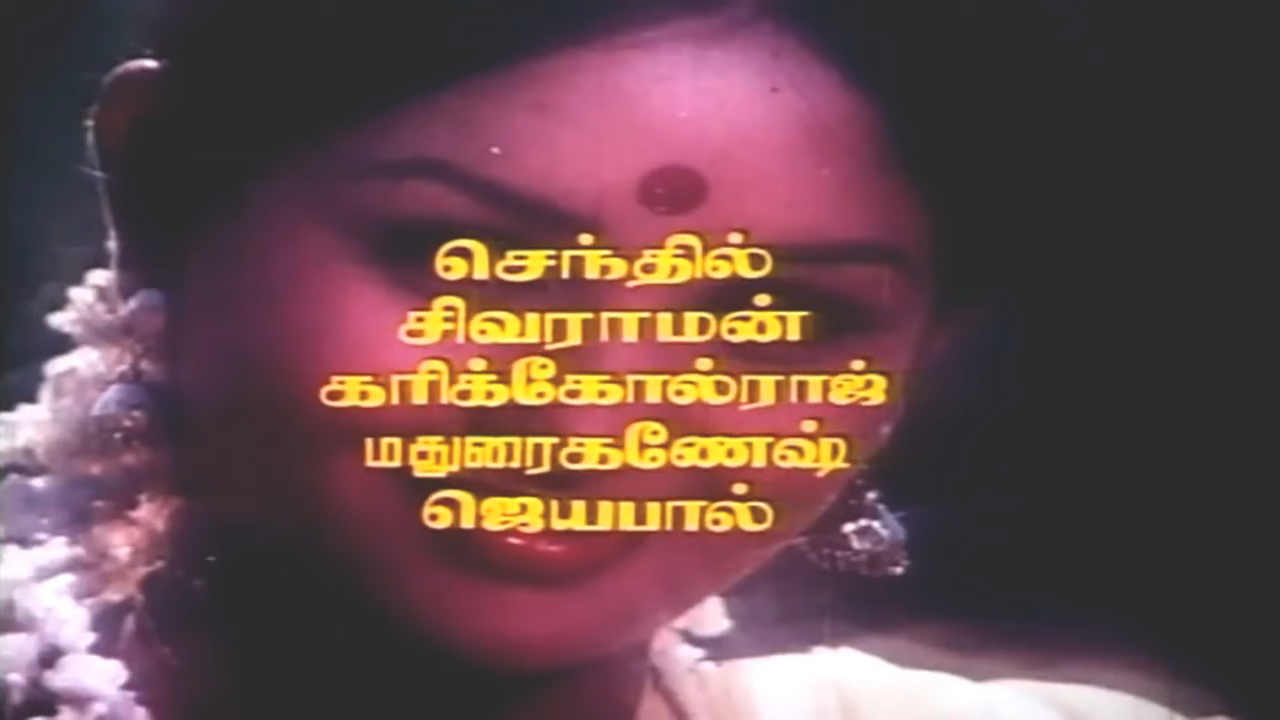 செந்தில்
சிவராமன்
கரிக்கோல்ராஜ்
மதுரைகணேஷ்
ஜெயபால்